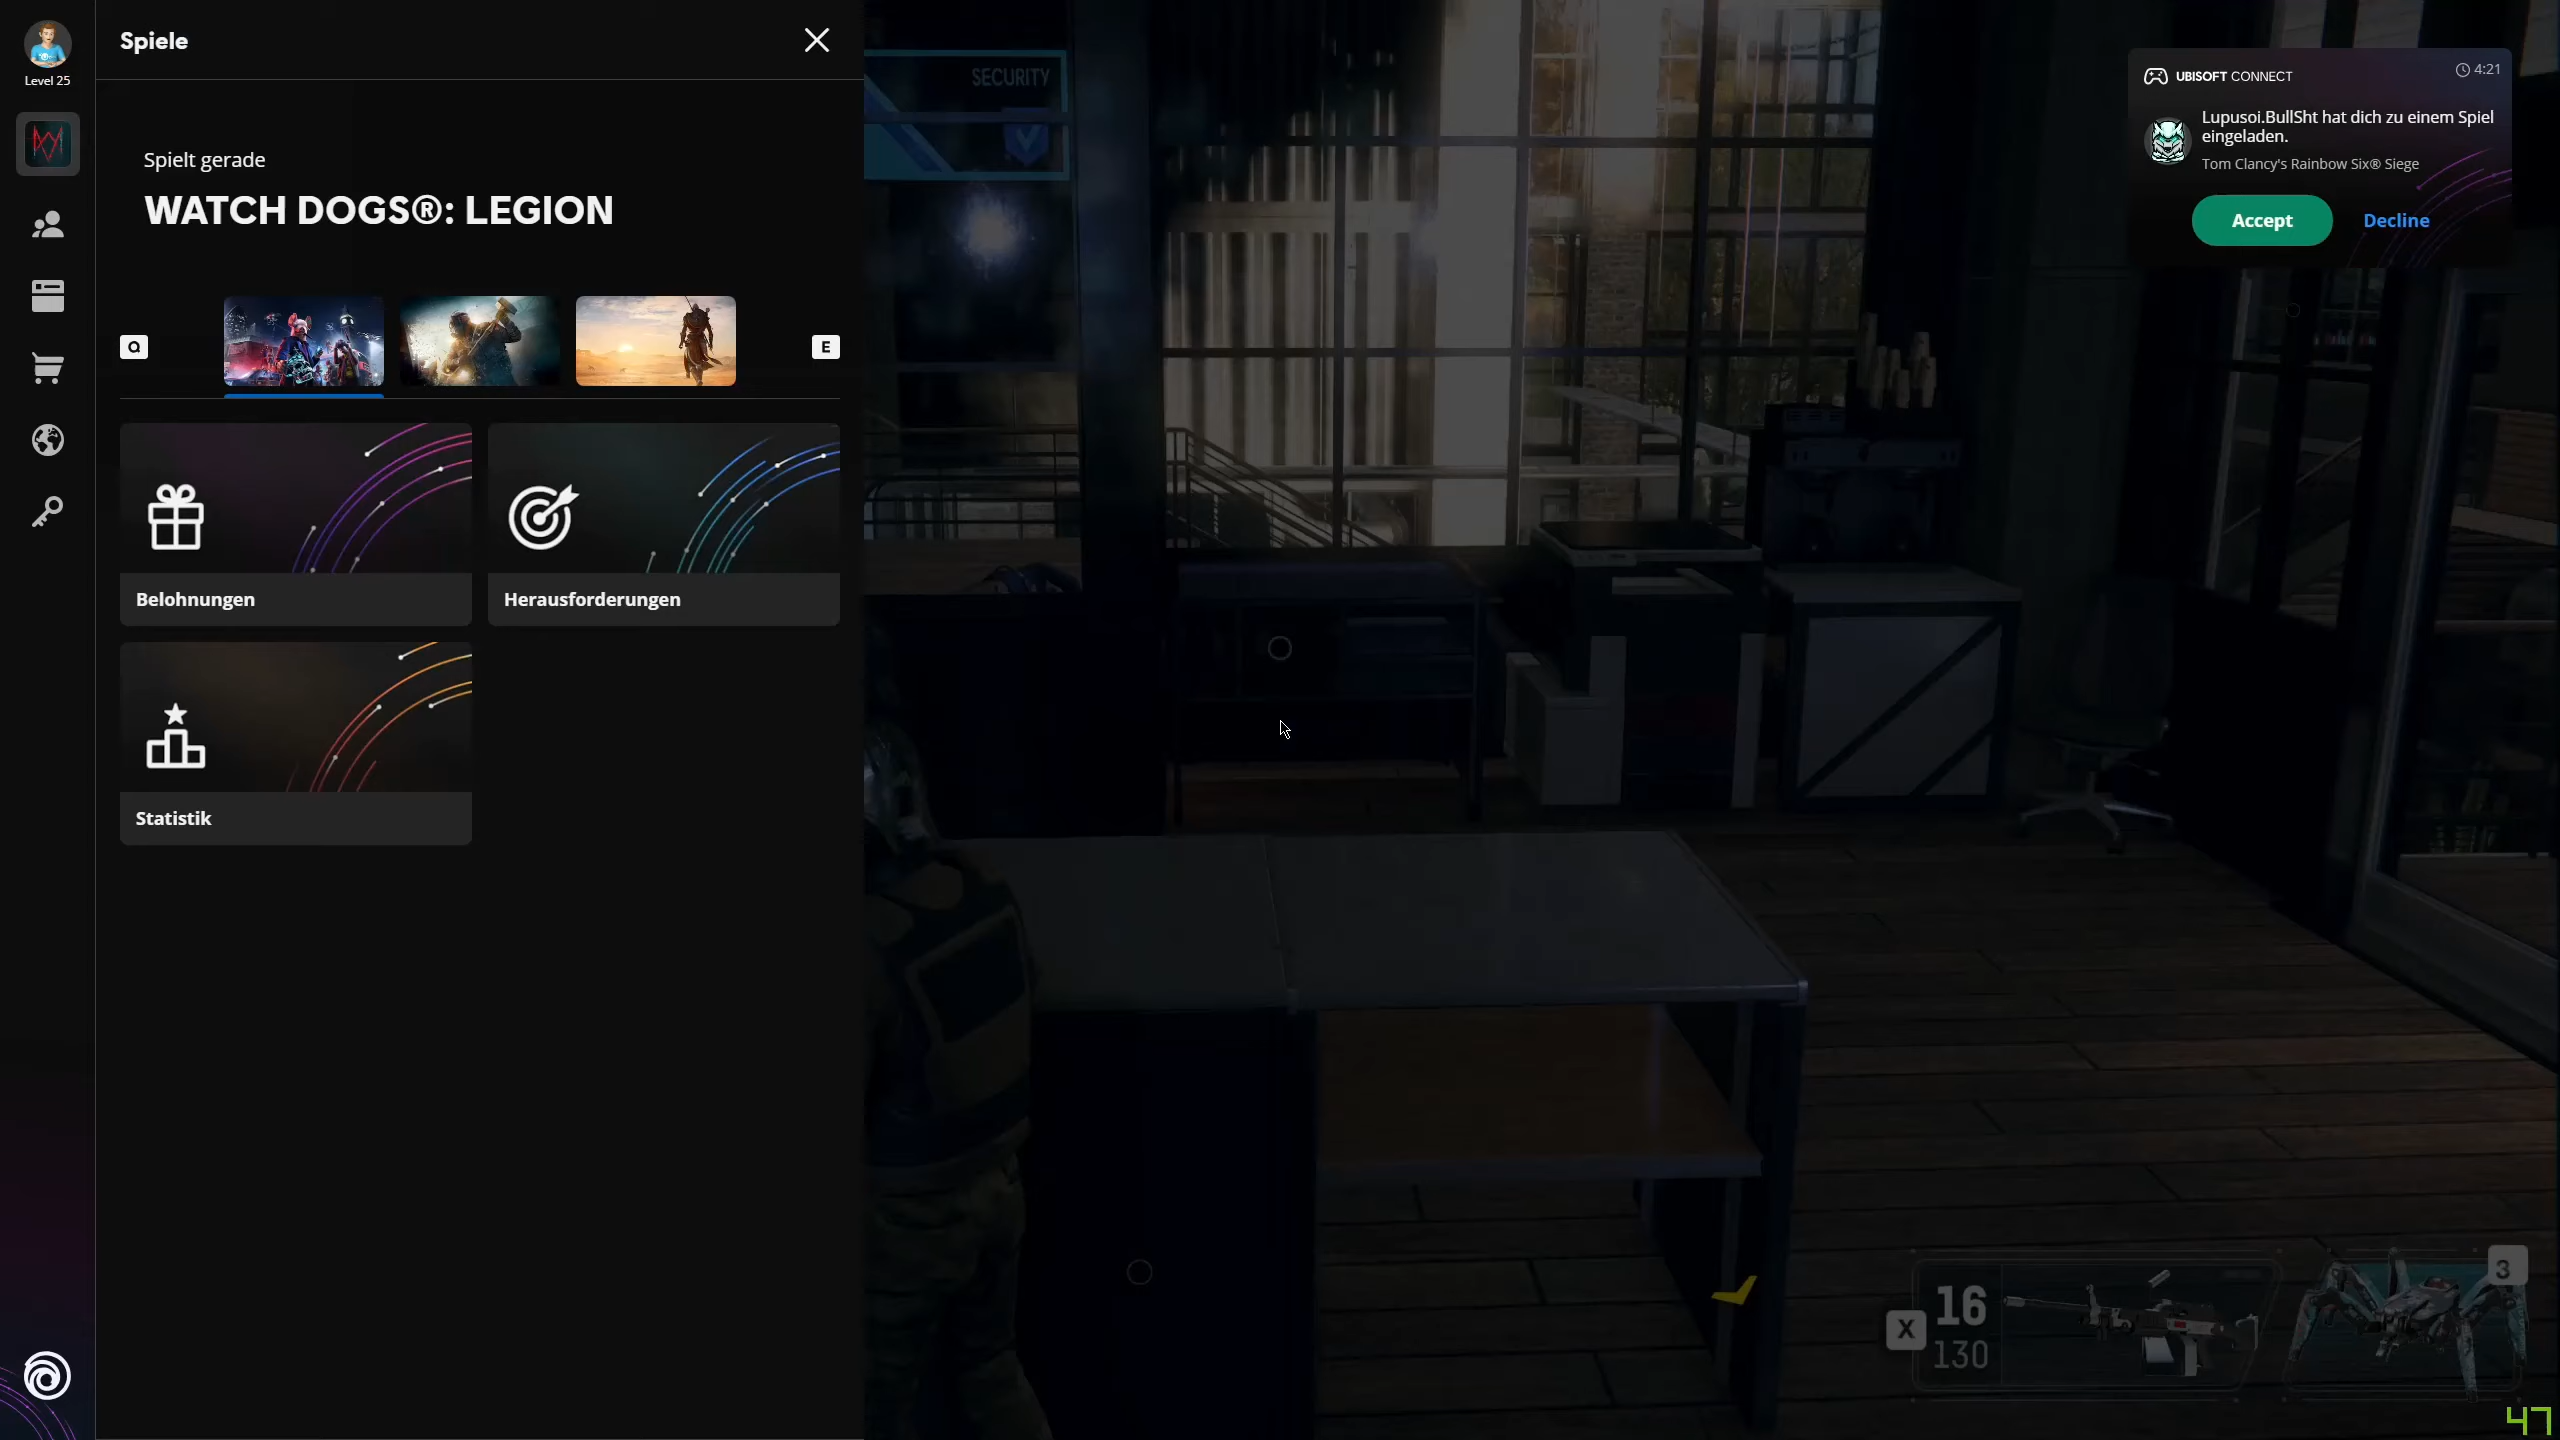 Spiele
Level 25
Spielt gerade
WATCH DOGS®: LEGION
Q
E
Belohnungen
Herausforderungen
Statistik
SECURITY
UBISOFT CONNECT
4:21
Lupusoi.BullSht hat dich zu einem Spiel
eingeladen.
Tom Clancy's Rainbow Six® Siege
Accept
Decline
X
16
130
3
47